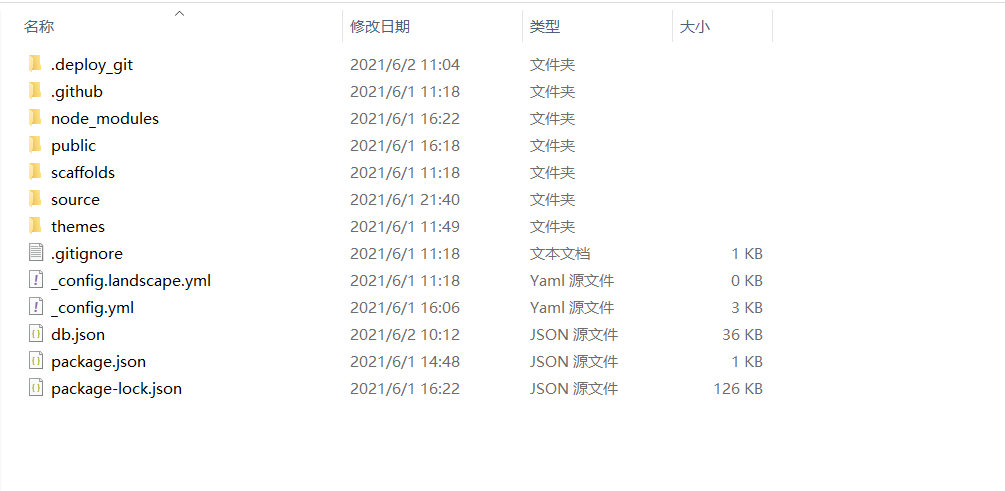 名称 修改日期 类型 大小
.deploy_git 2021/6/2 11:04 文件夹
.github 2021/6/1 11:18 文件夹
node_modules 2021/6/1 16:22 文件夹
public 2021/6/1 16:18 文件夹
scaffolds 2021/6/1 11:18 文件夹
source 2021/6/1 21:40 文件夹
themes 2021/6/1 11:49 文件夹
.gitignore 2021/6/1 11:18 文本文档 1 KB
_config.landscape.yml 2021/6/1 11:18 Yaml 源文件 0 KB
_config.yml 2021/6/1 16:06 Yaml 源文件 3 KB
db.json 2021/6/2 10:12 JSON 源文件 36 KB
package.json 2021/6/1 14:48 JSON 源文件 1 KB
package-lock.json 2021/6/1 16:22 JSON 源文件 126 KB